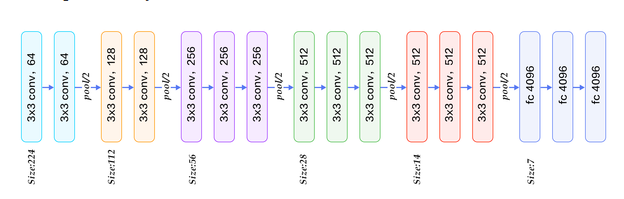 3x3 conv, 64
3x3 conv, 64
pool/2
3x3 conv, 128
3x3 conv, 128
pool/2
3x3 conv, 256
3x3 conv, 256
3x3 conv, 256
pool/2
3x3 conv, 512
3x3 conv, 512
3x3 conv, 512
pool/2
3x3 conv, 512
3x3 conv, 512
3x3 conv, 512
pool/2
fc 4096
fc 4096
fc 4096
Size:224
Size:112
Size:56
Size:28
Size:14
Size:7